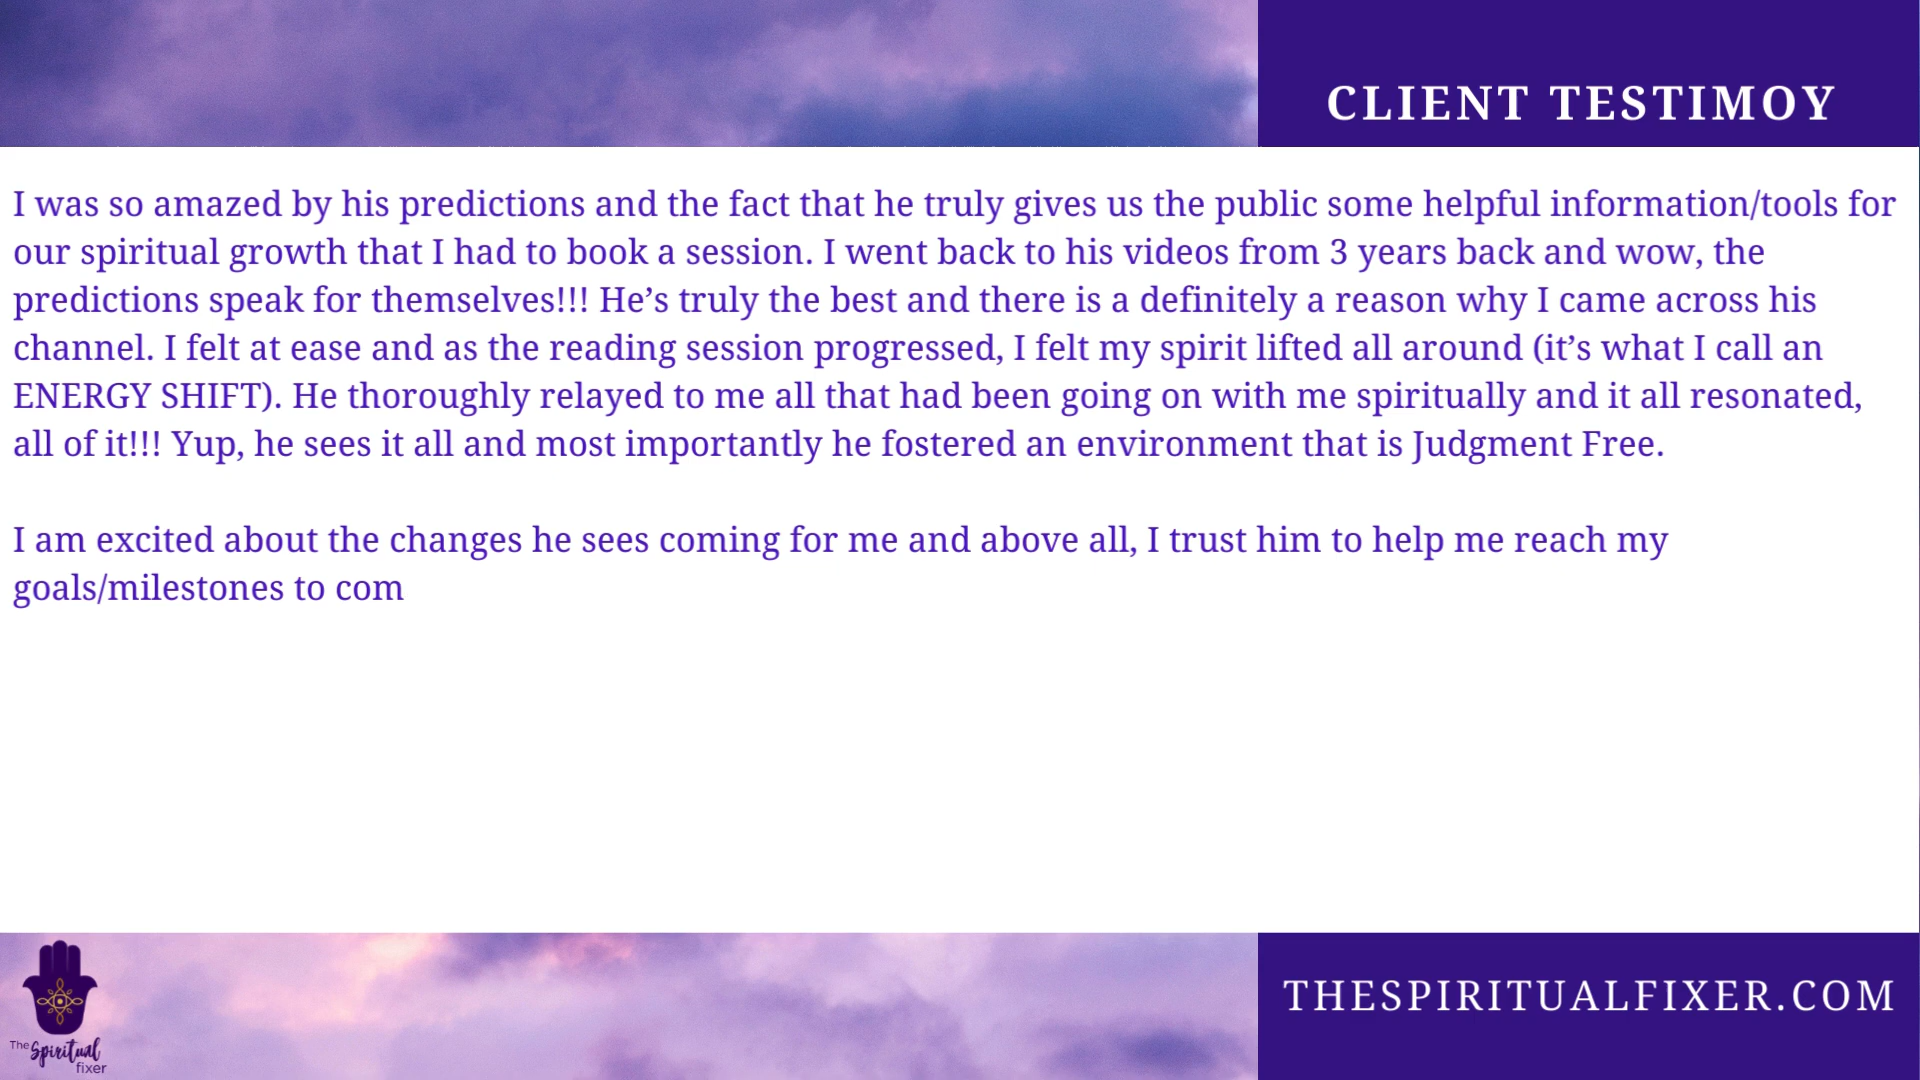 CLIENT TESTIMOY
I was so amazed by his predictions and the fact that he truly gives us the public some helpful information/tools for
our spiritual growth that I had to book a session. I went back to his videos from 3 years back and wow, the
predictions speak for themselves!!! He’s truly the best and there is a definitely a reason why I came across his
channel. I felt at ease and as the reading session progressed, I felt my spirit lifted all around (it’s what I call an
ENERGY SHIFT). He thoroughly relayed to me all that had been going on with me spiritually and it all resonated,
all of it!!! Yup, he sees it all and most importantly he fostered an environment that is Judgment Free.
I am excited about the changes he sees coming for me and above all, I trust him to help me reach my
goals/milestones to com
The Spiritual
fixer
THESPIRITUALFIXER.COM